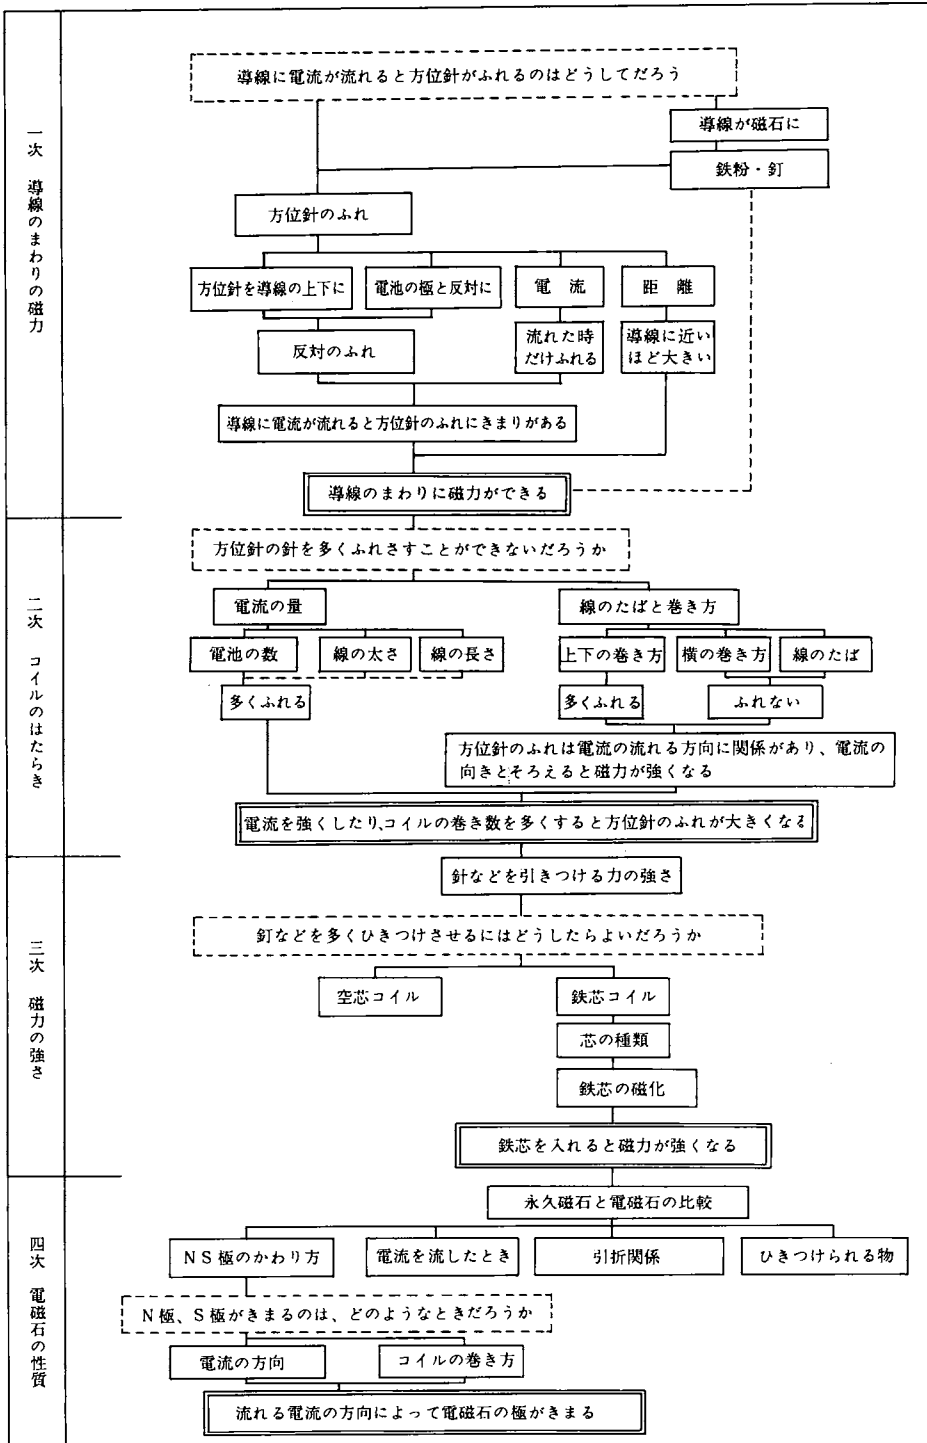 一次　導線のまわりの磁力
導線に電流が流れると方位針がふれるのはどうしてだろう
導線が磁石に
鉄粉・釘
方位針のふれ
方位針を導線の上下に
電池の極と反対に
電　流
距　離
反対のふれ
流れた時
だけふれる
導線に近い
ほど大きい
導線に電流が流れると方位針のふれにきまりがある
導線のまわりに磁力ができる
二次　コイルのはたらき
方位針の針を多くふれさすことができないだろうか
電流の量
線のたばと巻き方
電池の数
線の太さ
線の長さ
上下の巻き方
横の巻き方
線のたば
多くふれる
多くふれる
ふれない
方位針のふれは電流の流れる方向に関係があり、電流の
向きとそろえると磁力が強くなる
電流を強くしたり、コイルの巻き数を多くすると方位針のふれが大きくなる
三次　磁力の強さ
針などを引きつける力の強さ
釘などを多くひきつけさせるにはどうしたらよいだろうか
空芯コイル
鉄芯コイル
芯の種類
鉄芯の磁化
鉄芯を入れると磁力が強くなる
四次　電磁石の性質
永久磁石と電磁石の比較
NS極のかわり方
電流を流したとき
引折関係
ひきつけられる物
N極、S極がきまるのは、どのようなときだろうか
電流の方向
コイルの巻き方
流れる電流の方向によって電磁石の極がきまる